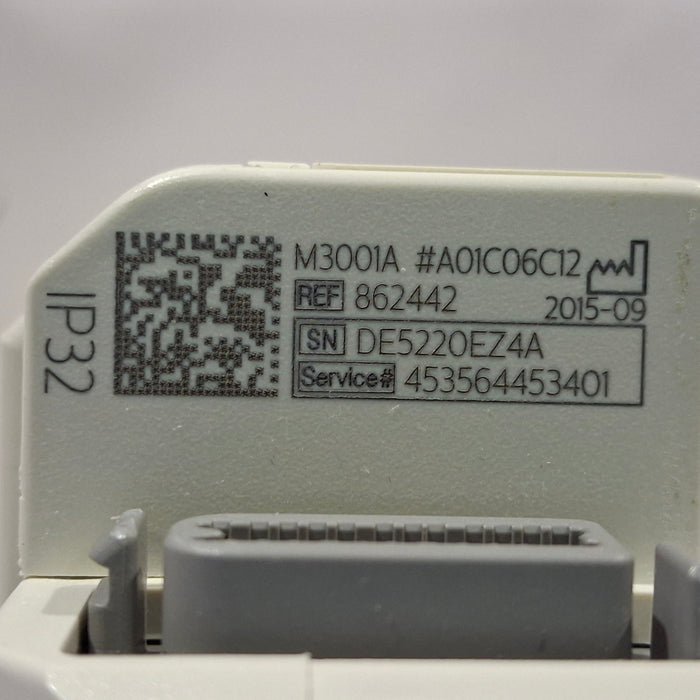 M3001A #A01C06C12
REF 862442
2015-09
SN DE5220EZ4A
Service# 453564453401
IP32